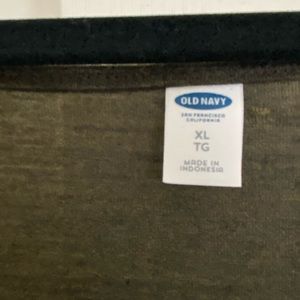 OLD NAVY
SAN FRANCISCO
CALIFORNIA
XL
TG
MADE IN
INDONESIA